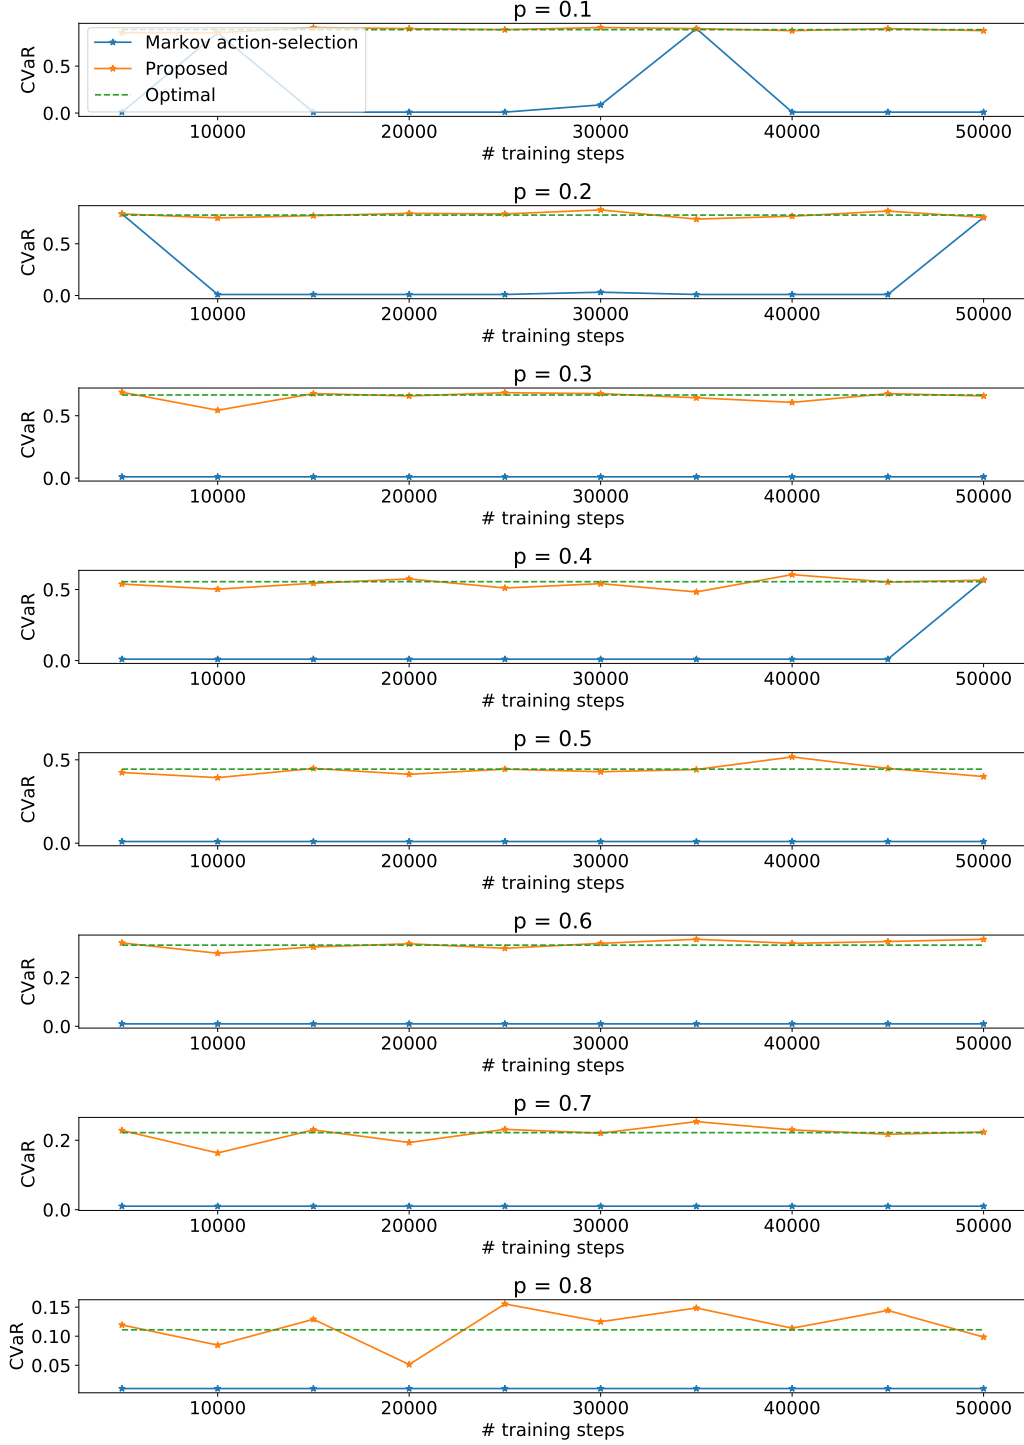 p = 0.1
CVaR
0.5
0.0
Markov action-selection
Proposed
Optimal
10000 20000 30000 40000 50000
# training steps
p = 0.2
CVaR
0.5
0.0
10000 20000 30000 40000 50000
# training steps
p = 0.3
CVaR
0.5
0.0
10000 20000 30000 40000 50000
# training steps
p = 0.4
CVaR
0.5
0.0
10000 20000 30000 40000 50000
# training steps
p = 0.5
CVaR
0.5
0.0
10000 20000 30000 40000 50000
# training steps
p = 0.6
CVaR
0.2
0.0
10000 20000 30000 40000 50000
# training steps
p = 0.7
CVaR
0.2
0.0
10000 20000 30000 40000 50000
# training steps
p = 0.8
CVaR
0.15
0.10
0.05
10000 20000 30000 40000 50000
# training steps